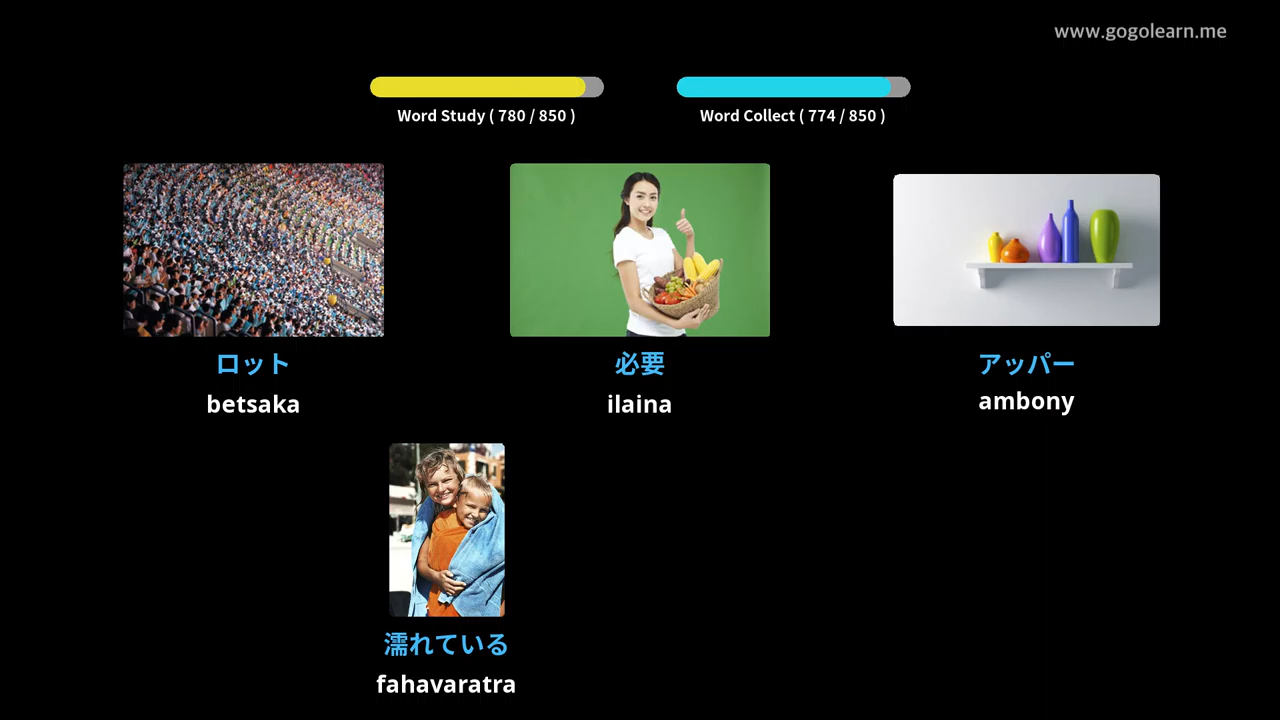 www.gogolearn.me
Word Study ( 780 / 850 )
Word Collect ( 774 / 850 )
ロット
betsaka
必要
ilaina
アッパー
ambony
濡れている
fahavaratra